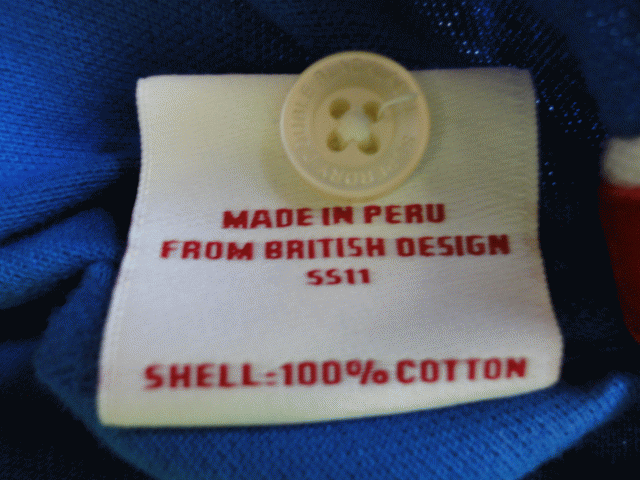 MADE IN PERU
FROM BRITISH DESIGN
SS11
SHELL:100% COTTON